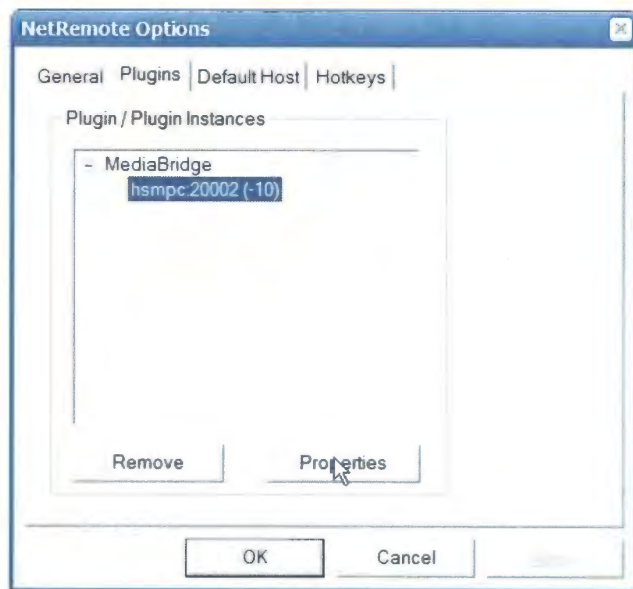 NetRemote Options
General Plugins Default Host Hotkeys
Plugin / Plugin Instances
- MediaBridge
hsmpc:20002 (-10)
Remove Properties
OK Cancel